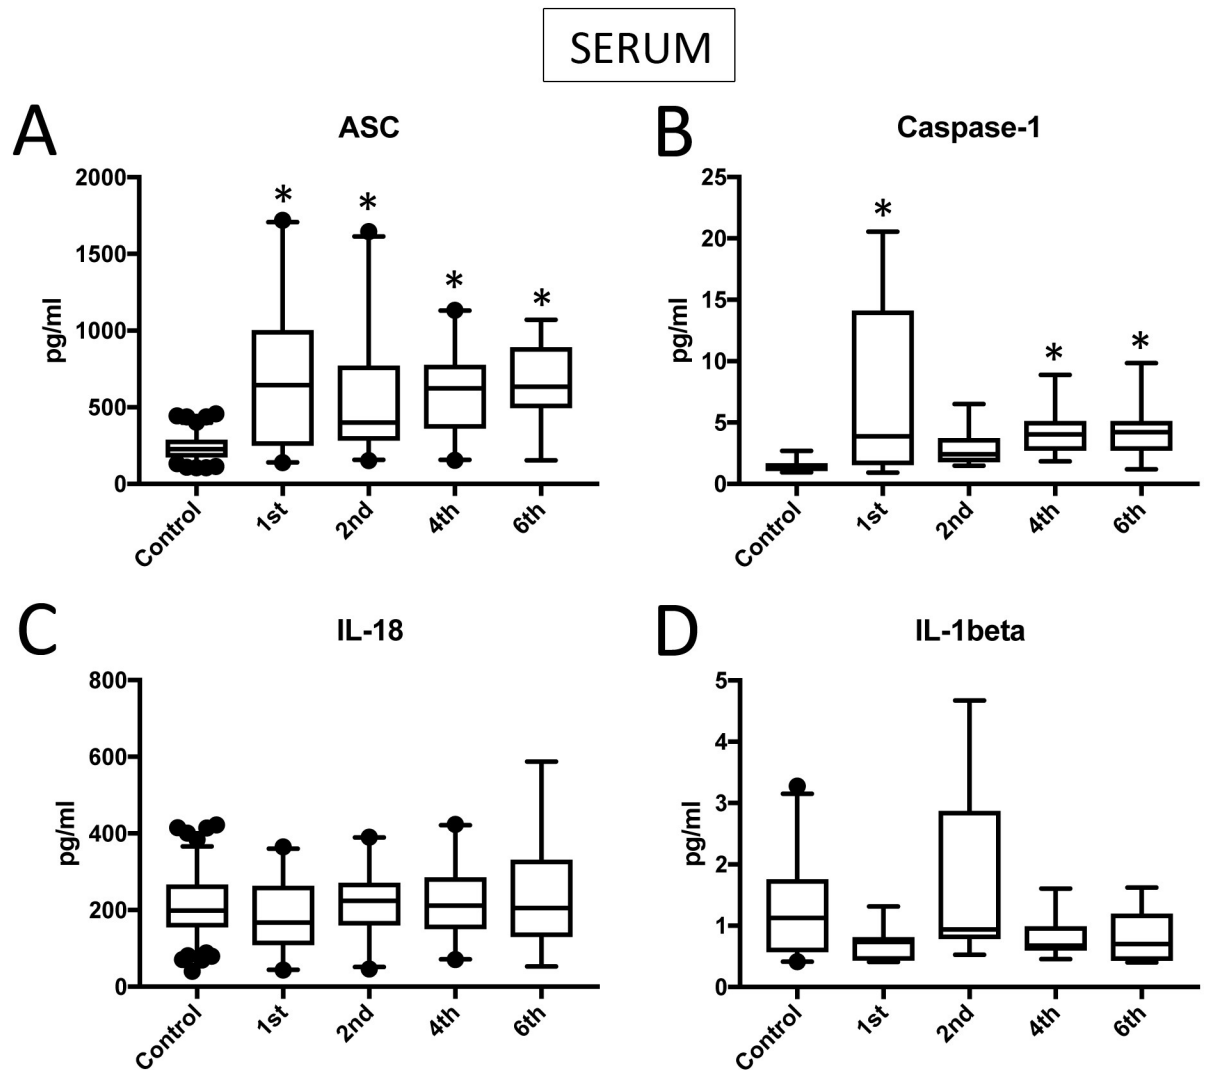 SERUM
A
ASC
pg/ml
2000
1500
1000
500
0
* * * *
Control 1st 2nd 4th 6th
B
Caspase-1
pg/ml
25
20
15
10
5
0
* * *
Control 1st 2nd 4th 6th
C
IL-18
pg/ml
800
600
400
200
0
Control 1st 2nd 4th 6th
D
IL-1beta
pg/ml
5
4
3
2
1
0
Control 1st 2nd 4th 6th